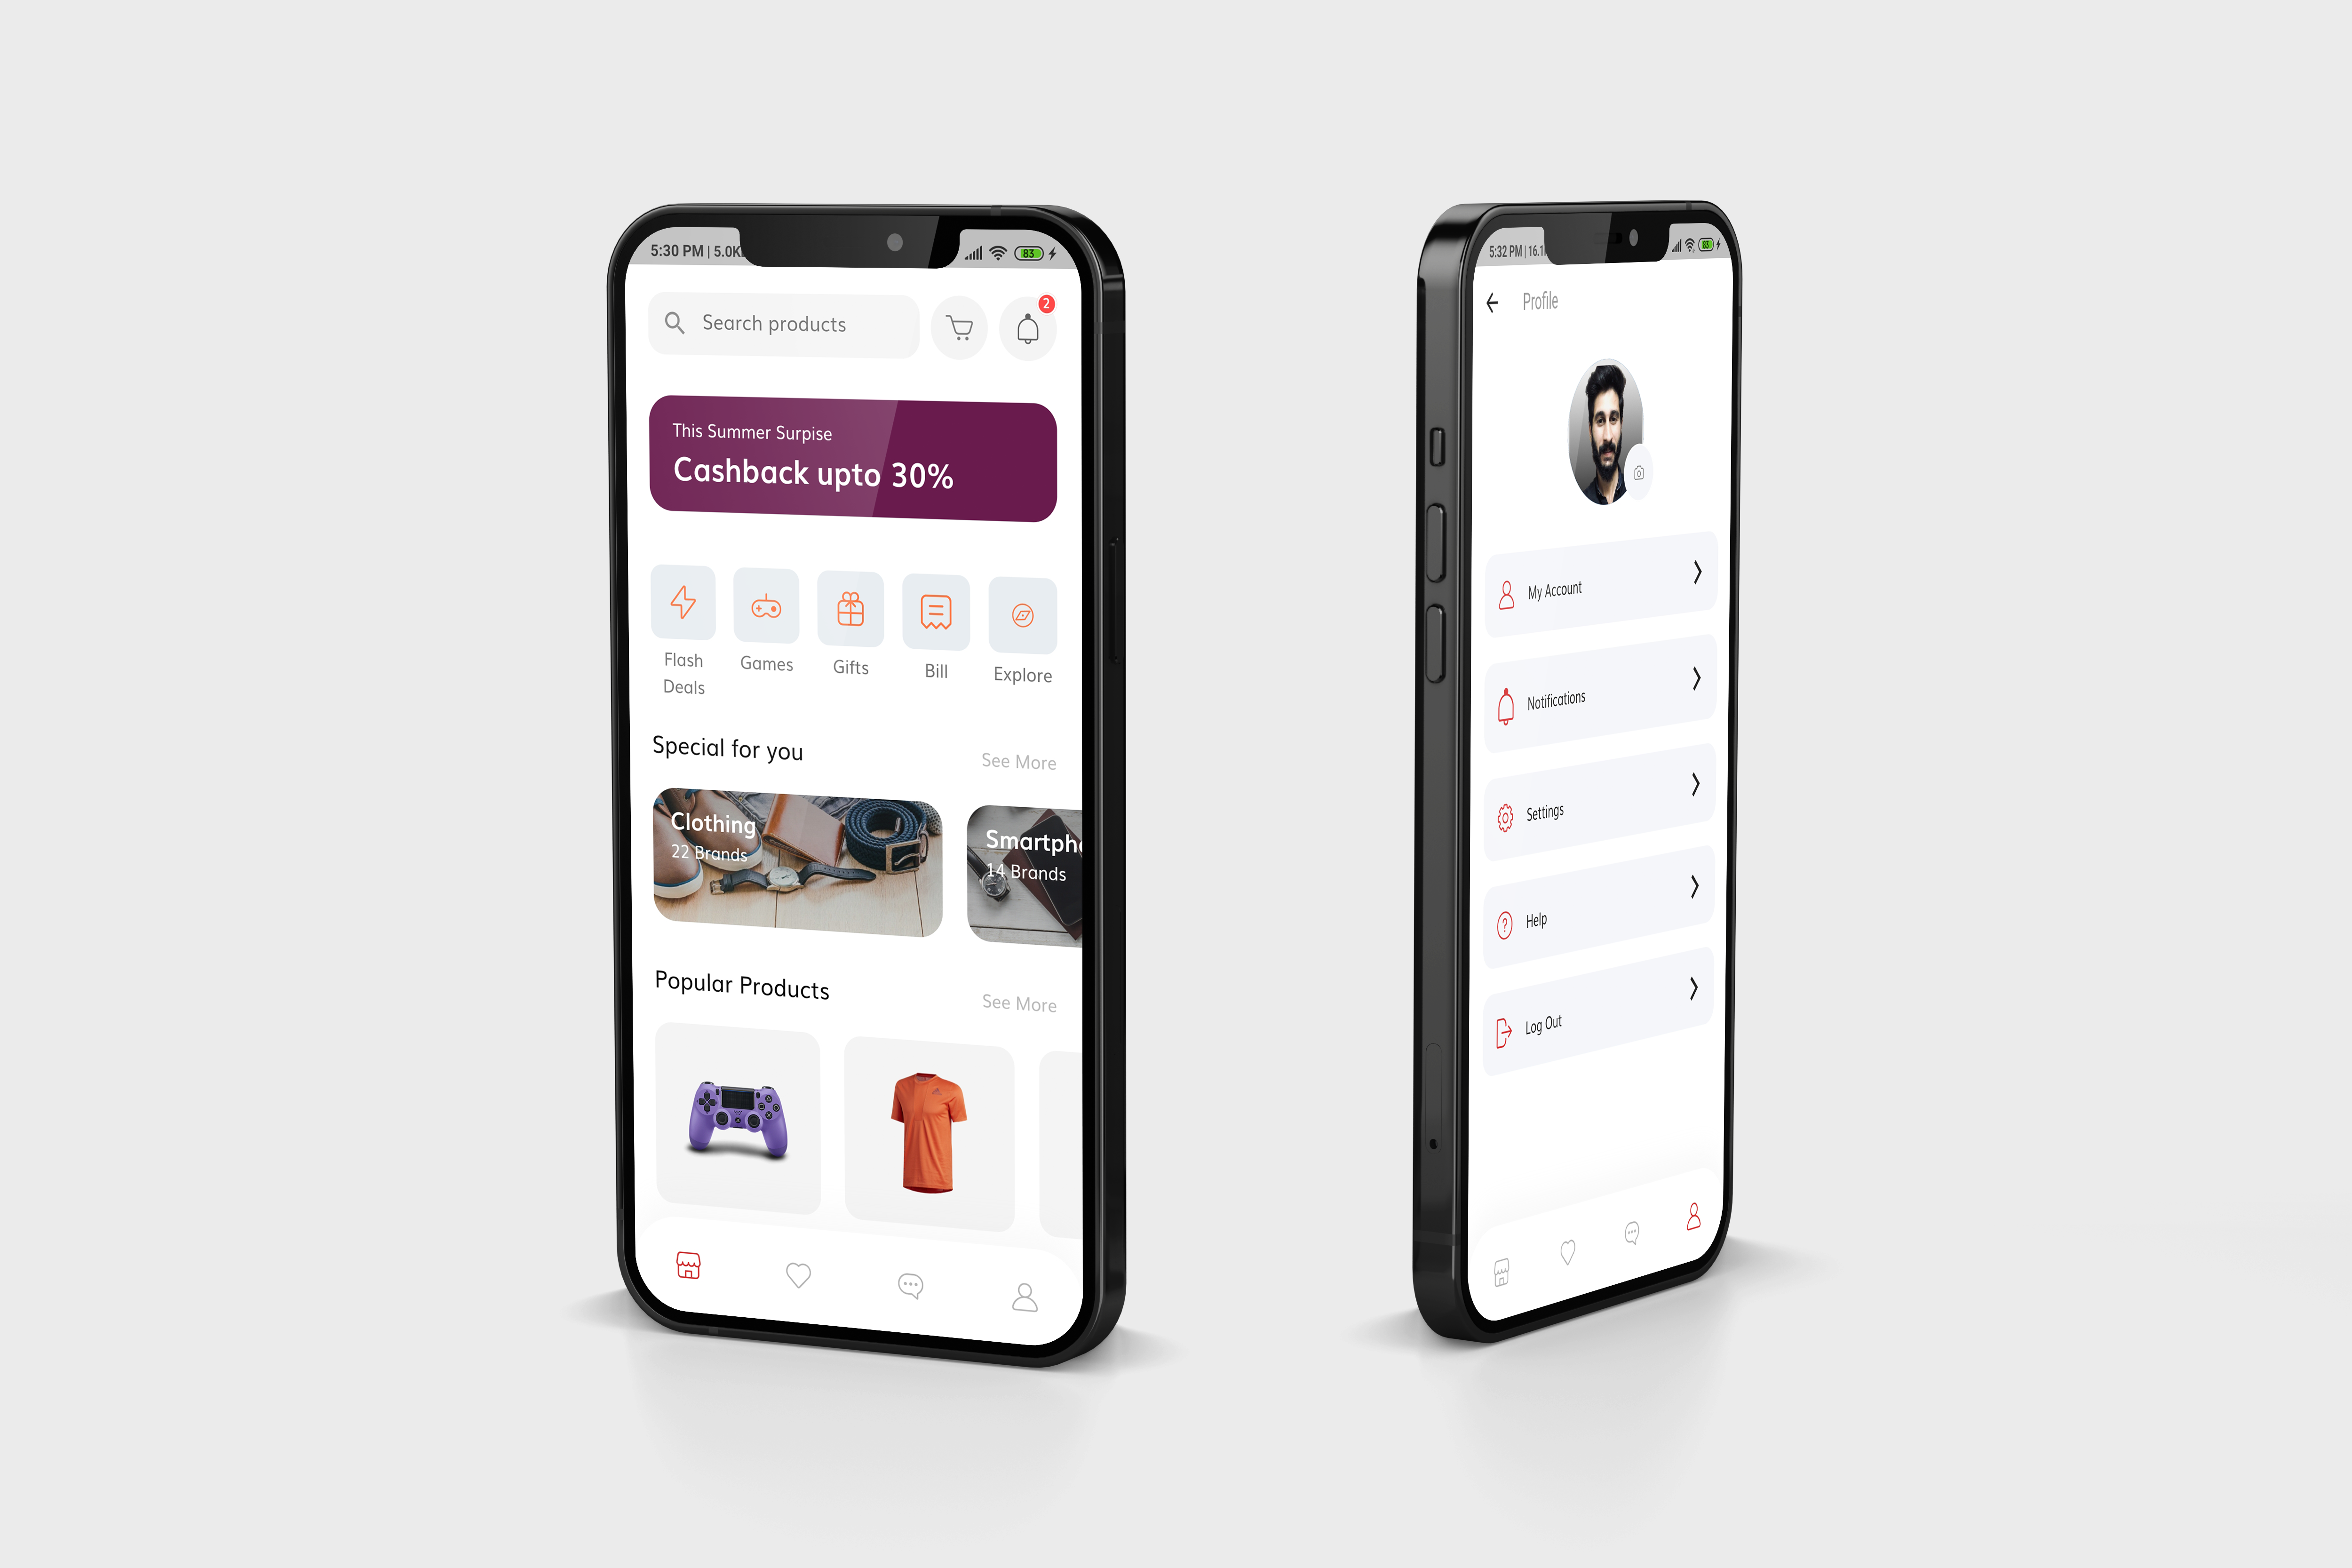 5:30 PM | 5.0K
83
Search products
2
This Summer Surpise
Cashback upto 30%
Flash
Deals
Games
Gifts
Bill
Explore
Special for you
See More
Clothing
22 Brands
Smartph
14 Brands
Popular Products
See More
5:32 PM | 16.1
83
Profile
My Account
Notifications
Settings
Help
Log Out